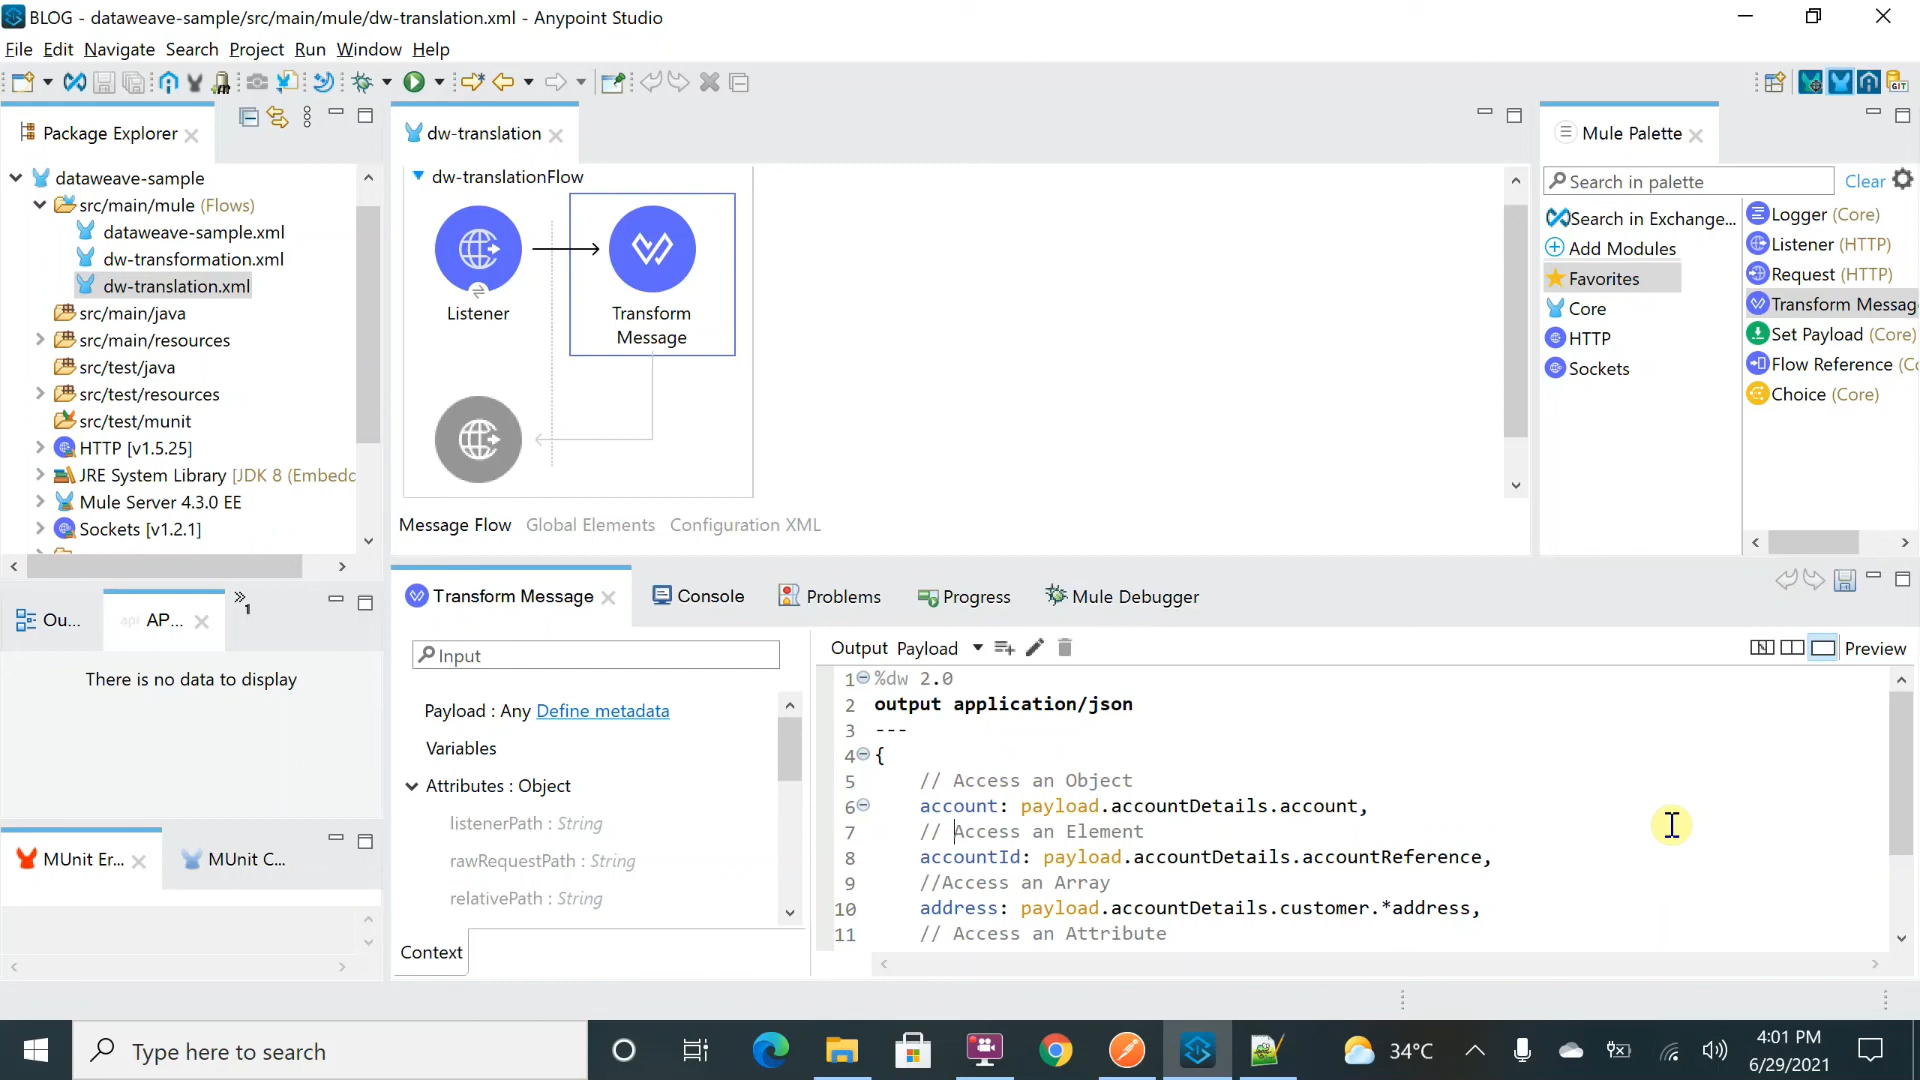 BLOG - dataweave-sample/src/main/mule/dw-translation.xml - Anypoint Studio
File Edit Navigate Search Project Run Window Help
Package Explorer
dataweave-sample
src/main/mule (Flows)
dataweave-sample.xml
dw-transformation.xml
dw-translation.xml
src/main/java
src/main/resources
src/test/java
src/test/resources
src/test/munit
HTTP [v1.5.25]
JRE System Library [JDK 8 (Embedc
Mule Server 4.3.0 EE
Sockets [v1.2.1]
Ou...
api AP...
»1
There is no data to display
MUnit Er...
MUnit C...
dw-translation
dw-translationFlow
Listener
Transform
Message
Message Flow Global Elements Configuration XML
Mule Palette
Search in palette
Clear
Search in Exchange...
Add Modules
Favorites
Core
HTTP
Sockets
Logger (Core)
Listener (HTTP)
Request (HTTP)
Transform Messag
Set Payload (Core)
Flow Reference (Cc
Choice (Core)
Transform Message
Console
Problems
Progress
Mule Debugger
Input
Payload : Any Define metadata
Variables
Attributes : Object
listenerPath : String
rawRequestPath : String
relativePath : String
Context
Output Payload
Preview
1 %dw 2.0
2 output application/json
3 ---
4 {
5 // Access an Object
6 account: payload.accountDetails.account,
7 // Access an Element
8 accountId: payload.accountDetails.accountReference,
9 //Access an Array
10 address: payload.accountDetails.customer.*address,
11 // Access an Attribute
Type here to search
34°C
4:01 PM
6/29/2021
GIT